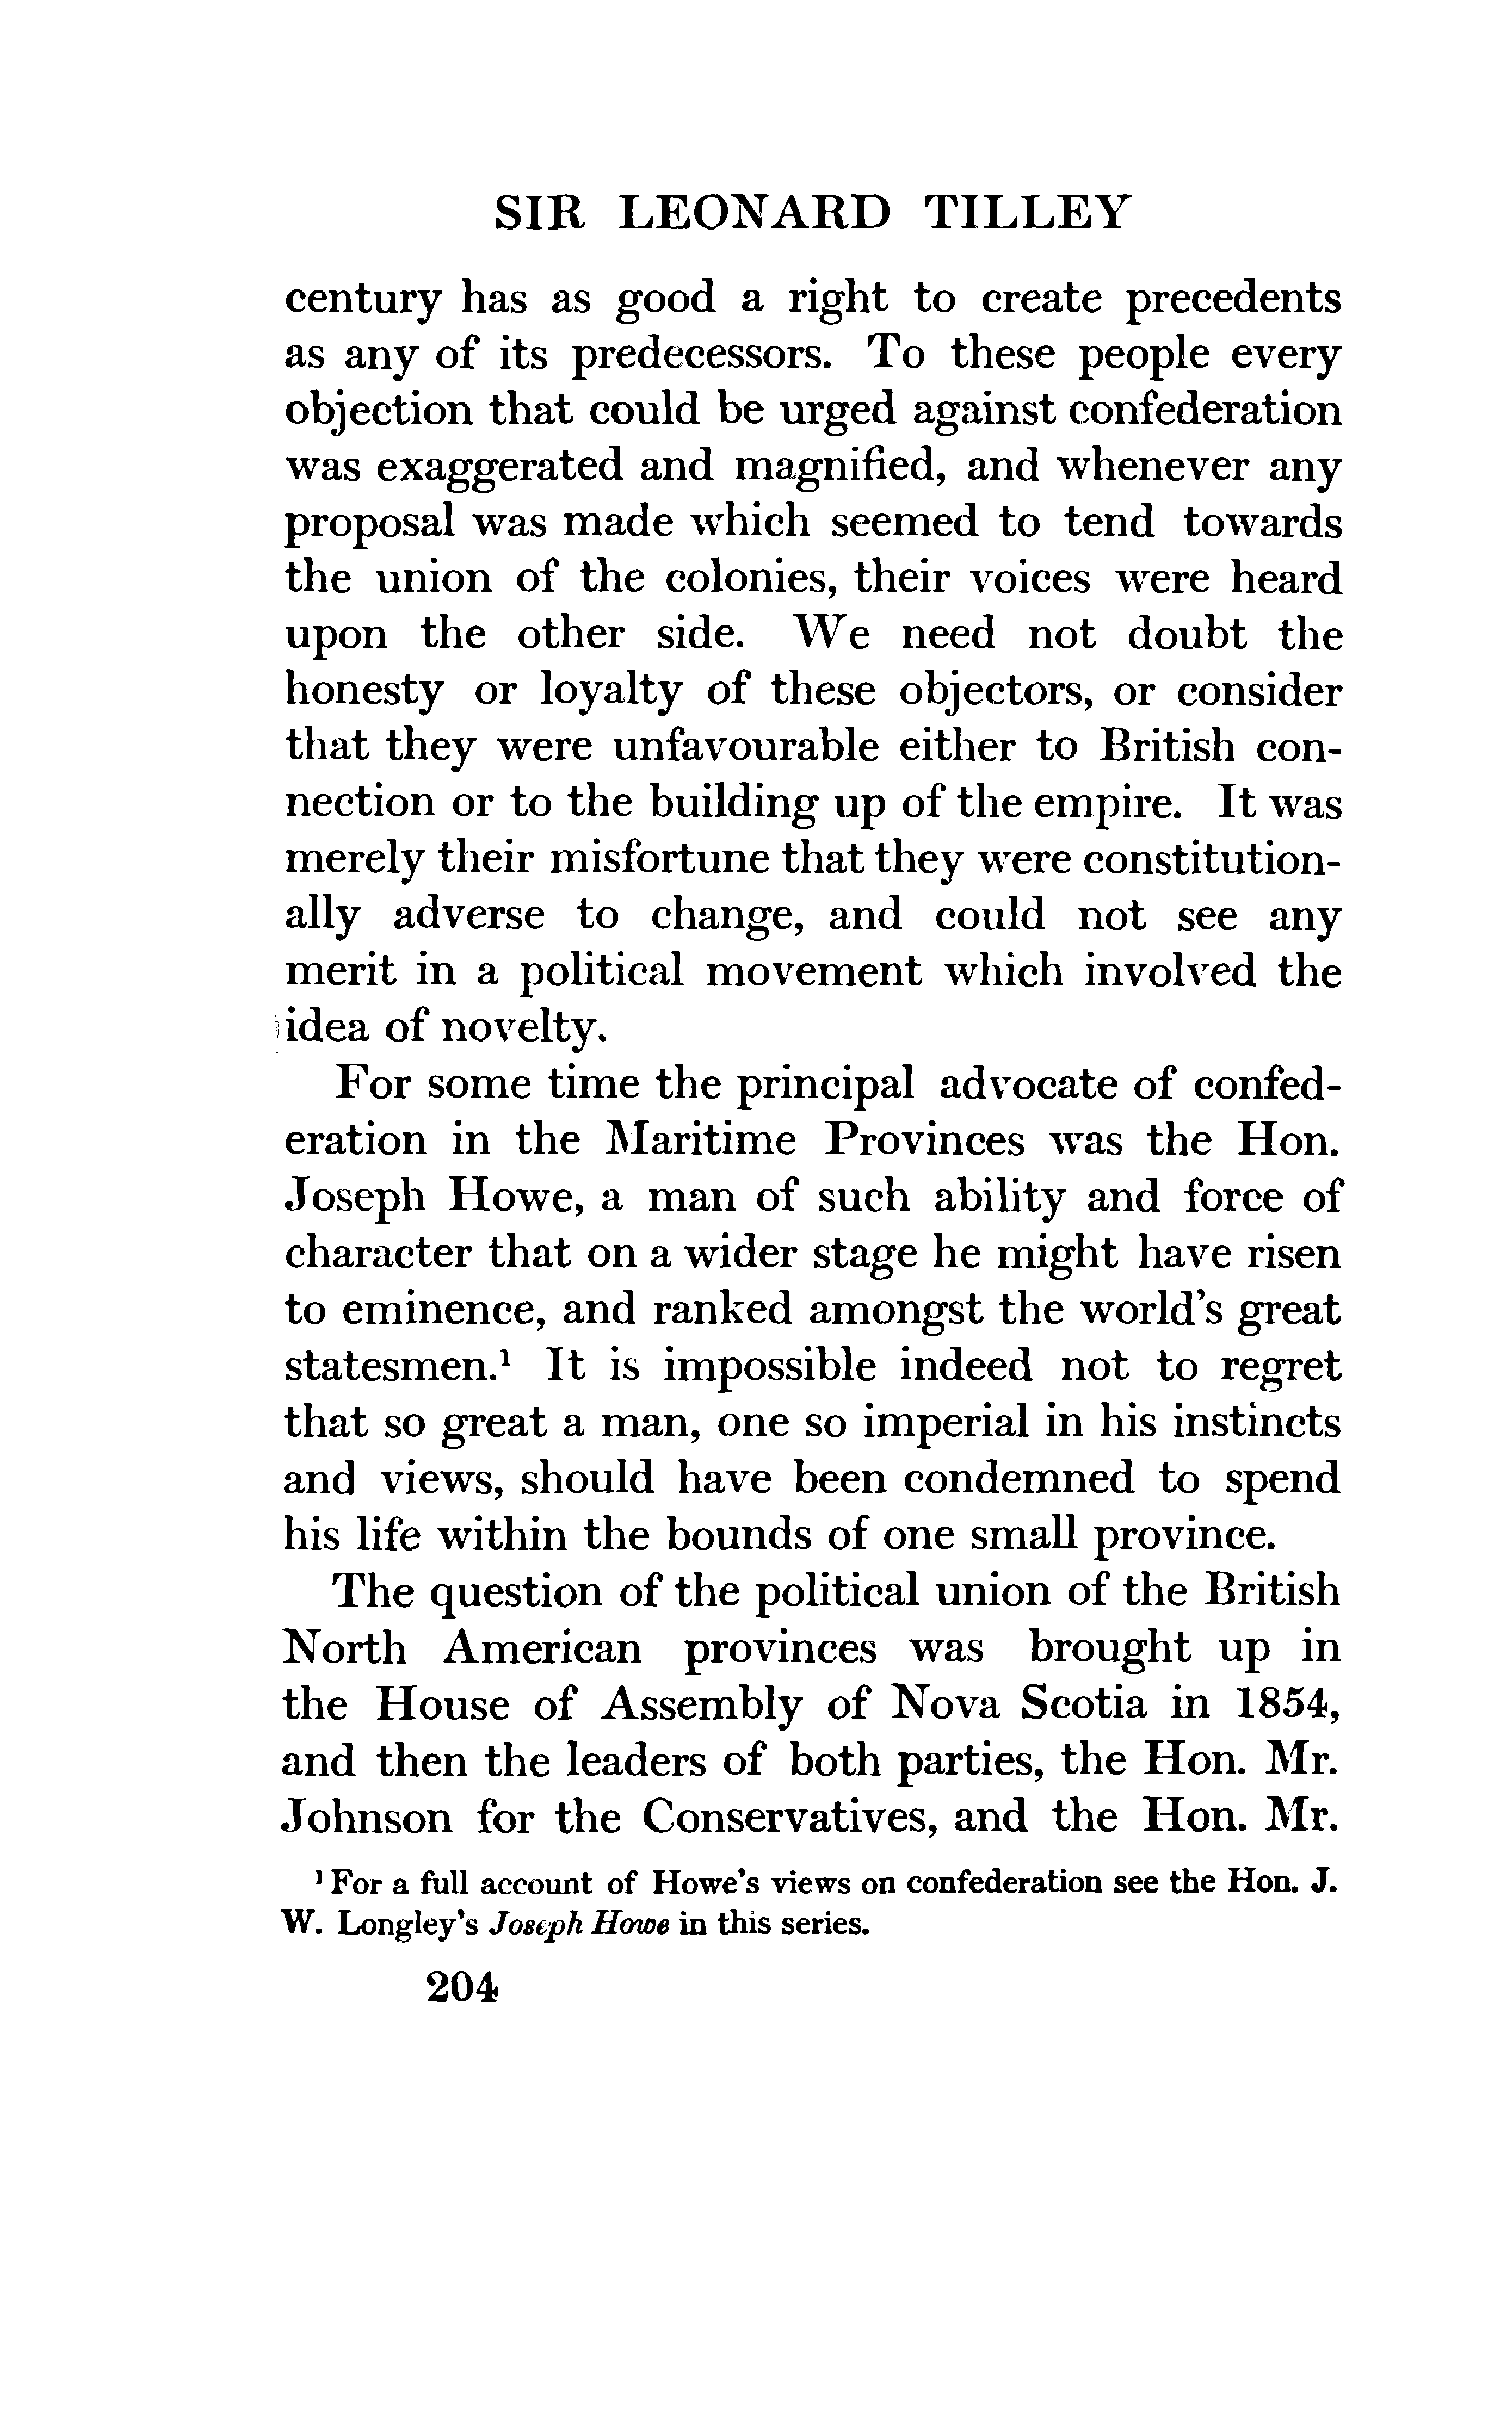 SIR LEONARD TILLEY
century has as good a right to create precedents
as any of its predecessors. To these people every
objection that could be urged against confederation
was exaggerated and magnified, and whenever any
proposal was made which seemed to tend towards
the union of the colonies, their voices were heard
upon the other side. We need not doubt the
honesty or loyalty of these objectors, or consider
that they were unfavourable either to British con-
nection or to the building up of the empire. It was
merely their misfortune that they were constitution-
ally adverse to change, and could not see any
merit in a political movement which involved the
idea of novelty.
For some time the principal advocate of confed-
eration in the Maritime Provinces was the Hon.
Joseph Howe, a man of such ability and force of
character that on a wider stage he might have risen
to eminence, and ranked amongst the world's great
statesmen.¹ It is impossible indeed not to regret
that so great a man, one so imperial in his instincts
and views, should have been condemned to spend
his life within the bounds of one small province.
The question of the political union of the British
North American provinces was brought up in
the House of Assembly of Nova Scotia in 1854,
and then the leaders of both parties, the Hon. Mr.
Johnson for the Conservatives, and the Hon. Mr.
¹ For a full account of Howe's views on confederation see the Hon. J.
W. Longley's Joseph Howe in this series.
204